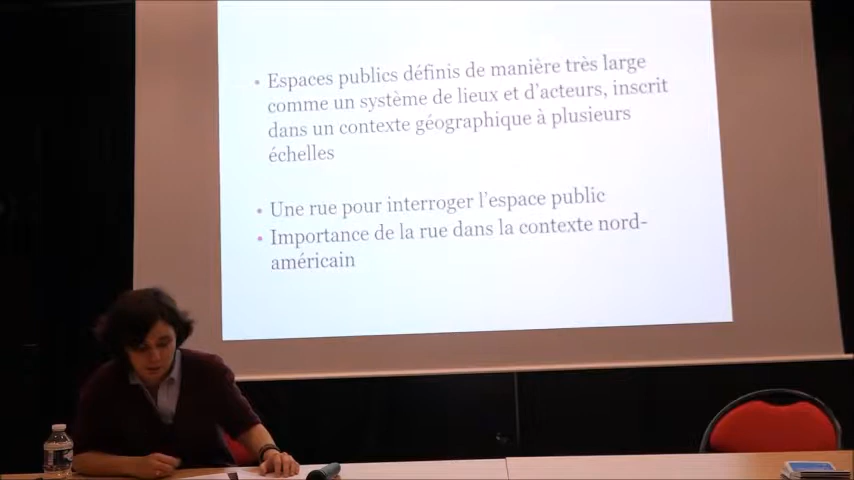 • Espaces publics définis de manière très large
comme un système de lieux et d'acteurs, inscrit
dans un contexte géographique à plusieurs
échelles
• Une rue pour interroger l'espace public
• Importance de la rue dans la contexte nord-
américain